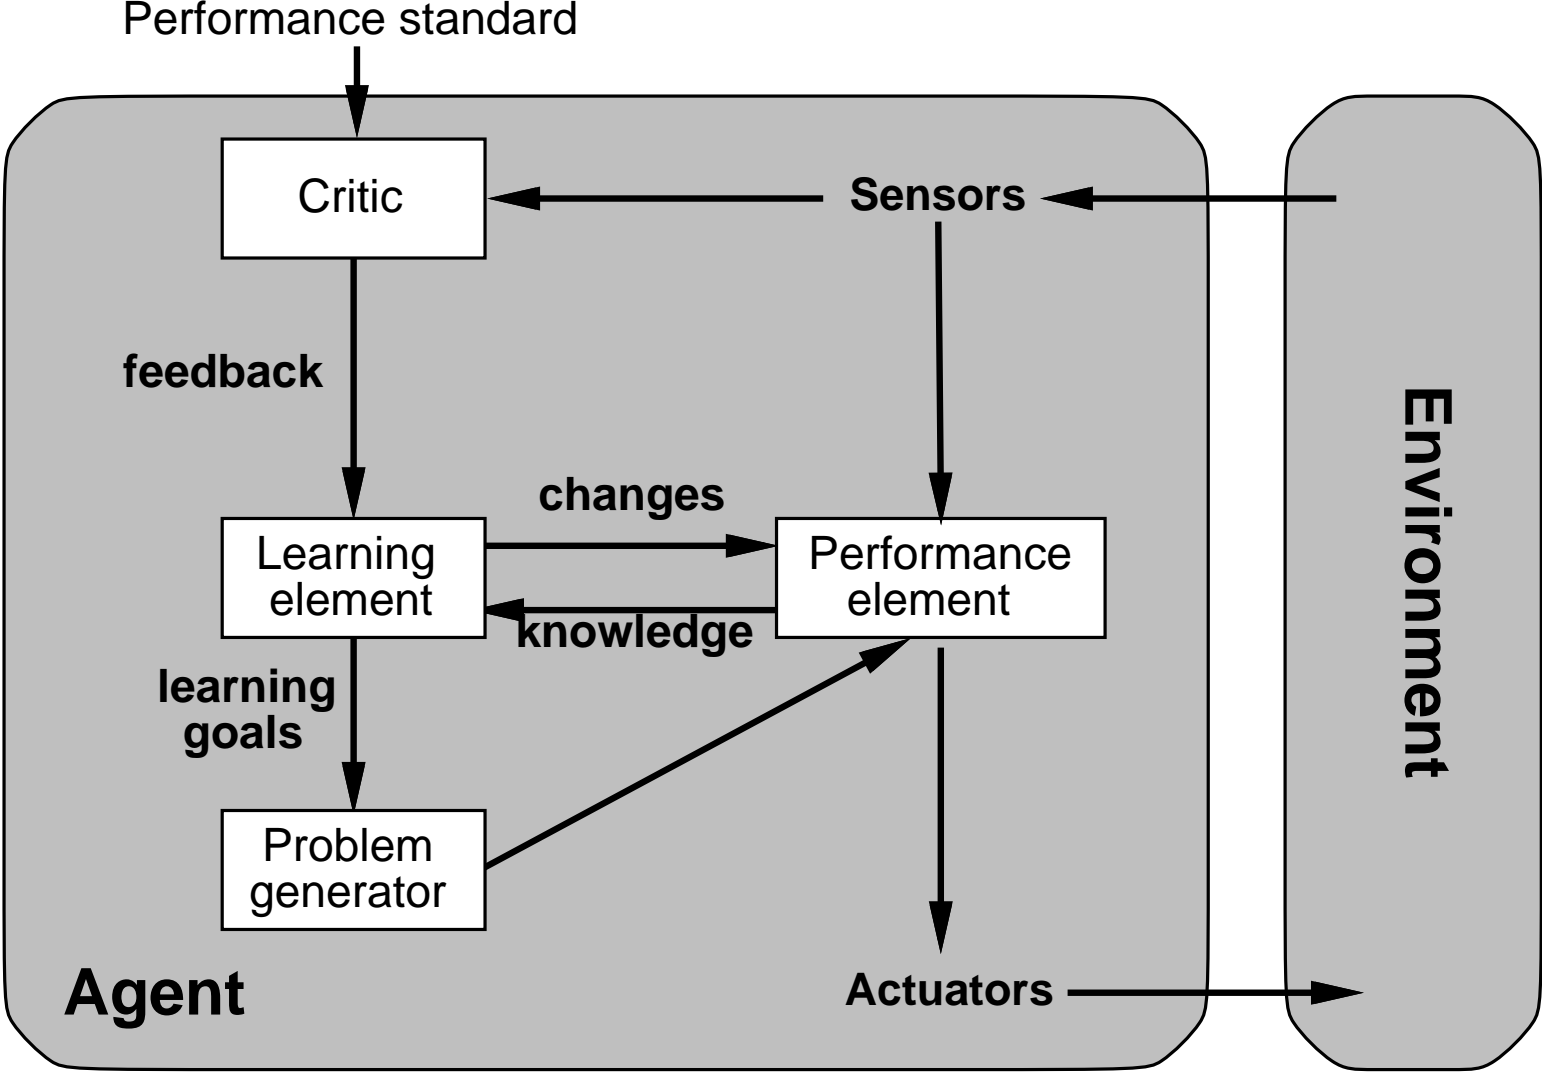 Performance standard
Critic
Sensors
feedback
changes
Learning
element
Performance
element
knowledge
learning
goals
Problem
generator
Agent
Actuators
Environment